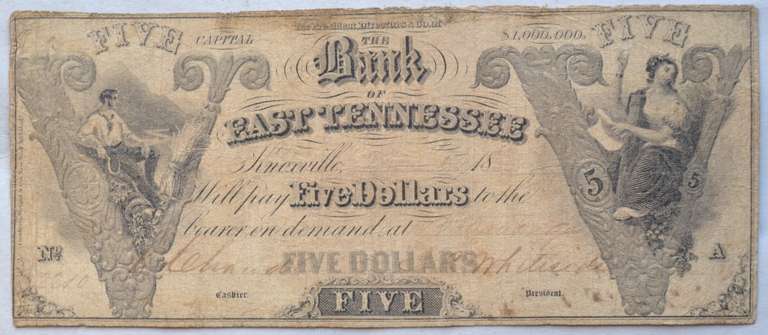 FIVE CAPITAL $1,000,000. FIVE
THE
Bank
OF
EAST TENNESSEE
Knoxville, 18
Will pay Five Dollars to the
bearer, on demand, at
5 5
No A
FIVE DOLLARS
Cashier. President.
FIVE